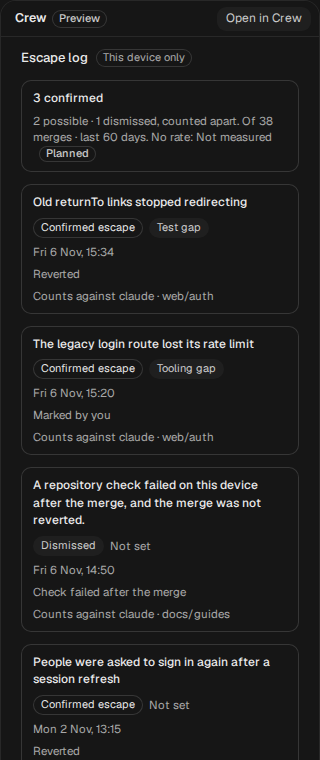 Crew Preview Open in Crew
Escape log This device only
3 confirmed
2 possible · 1 dismissed, counted apart. Of 38
merges · last 60 days. No rate: Not measured
Planned
Old returnTo links stopped redirecting
Confirmed escape Test gap
Fri 6 Nov, 15:34
Reverted
Counts against claude · web/auth
The legacy login route lost its rate limit
Confirmed escape Tooling gap
Fri 6 Nov, 15:20
Marked by you
Counts against claude · web/auth
A repository check failed on this device
after the merge, and the merge was not
reverted.
Dismissed Not set
Fri 6 Nov, 14:50
Check failed after the merge
Counts against claude · docs/guides
People were asked to sign in again after a
session refresh
Confirmed escape Not set
Mon 2 Nov, 13:15
Reverted